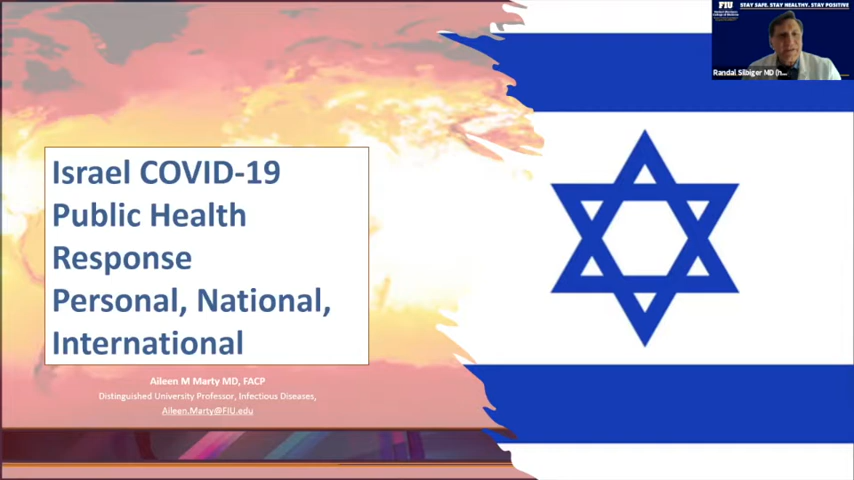 FIU
STAY SAFE. STAY HEALTHY. STAY POSITIVE
Randal Silbiger MD (h...
Israel COVID-19
Public Health
Response
Personal, National,
International
Aileen M Marty MD, FACP
Distinguished University Professor, Infectious Diseases,
Aileen.Marty@FIU.edu